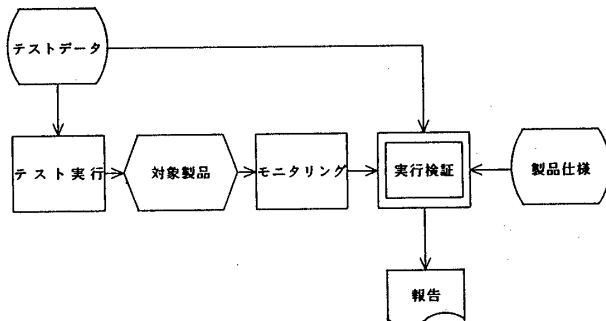 テストデータ
テスト実行
対象製品
モニタリング
実行検証
製品仕様
報告